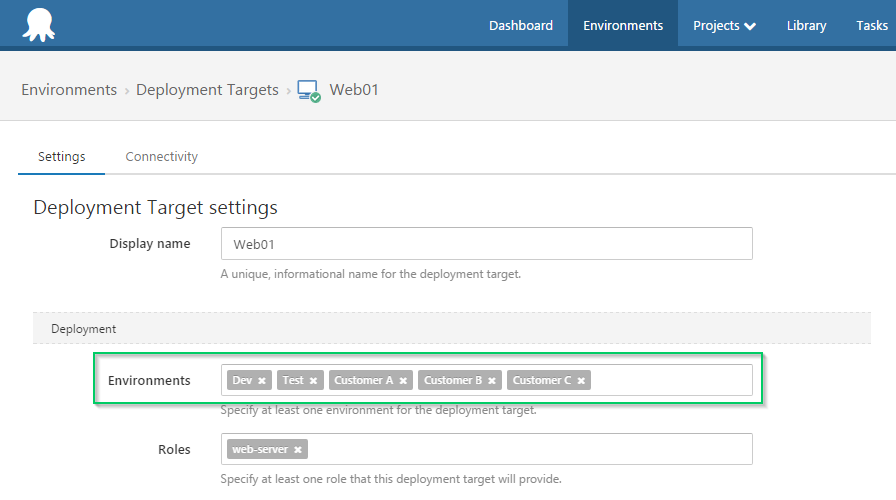 Dashboard Environments Projects Library Tasks
Environments › Deployment Targets › Web01
Settings Connectivity
Deployment Target settings
Display name Web01
A unique, informational name for the deployment target.
Deployment
Environments Dev × Test × Customer A × Customer B × Customer C ×
Specify at least one environment for the deployment target.
Roles web-server ×
Specify at least one role that this deployment target will provide.